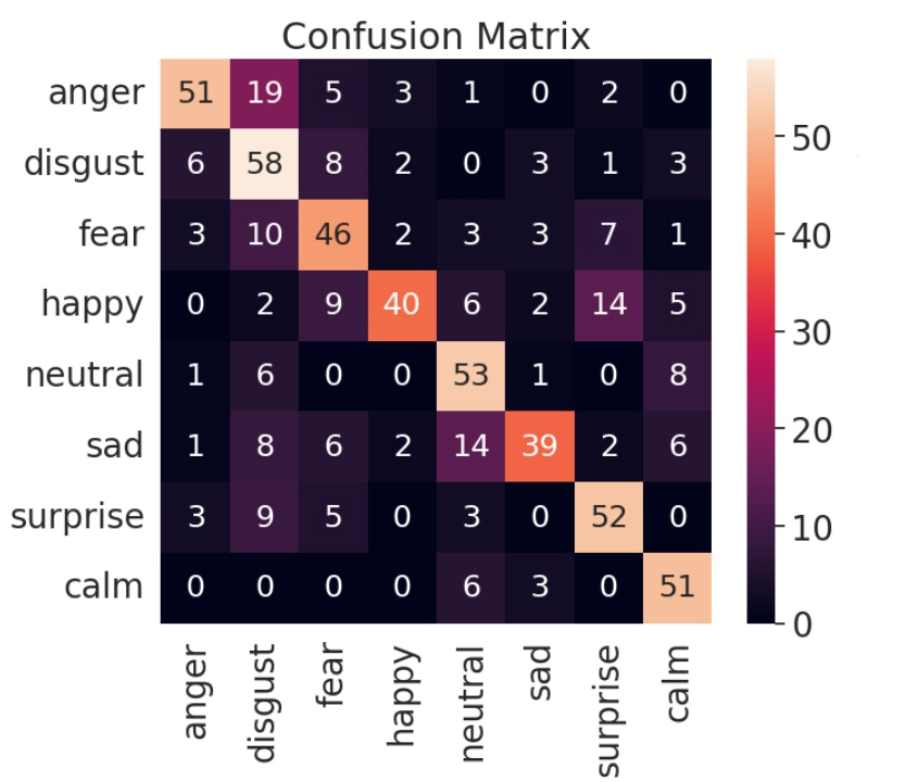 Confusion Matrix
anger 51 19 5 3 1 0 2 0
disgust 6 58 8 2 0 3 1 3
fear 3 10 46 2 3 3 7 1
happy 0 2 9 40 6 2 14 5
neutral 1 6 0 0 53 1 0 8
sad 1 8 6 2 14 39 2 6
surprise 3 9 5 0 3 0 52 0
calm 0 0 0 0 6 3 0 51
anger disgust fear happy neutral sad surprise calm
50
40
30
20
10
0